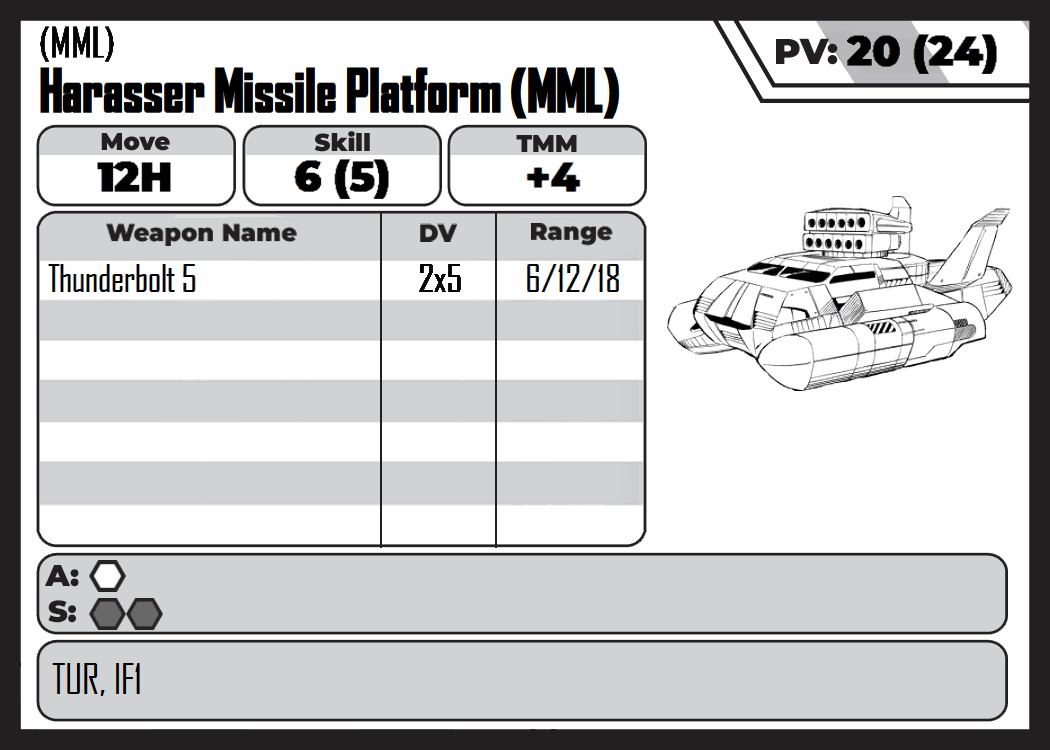 (MML)
Harasser Missile Platform (MML)
PV: 20 (24)
Move Skill TMM
12H 6 (5) +4
Weapon Name DV Range
Thunderbolt 5 2x5 6/12/18
A:
S:
TUR, IF1